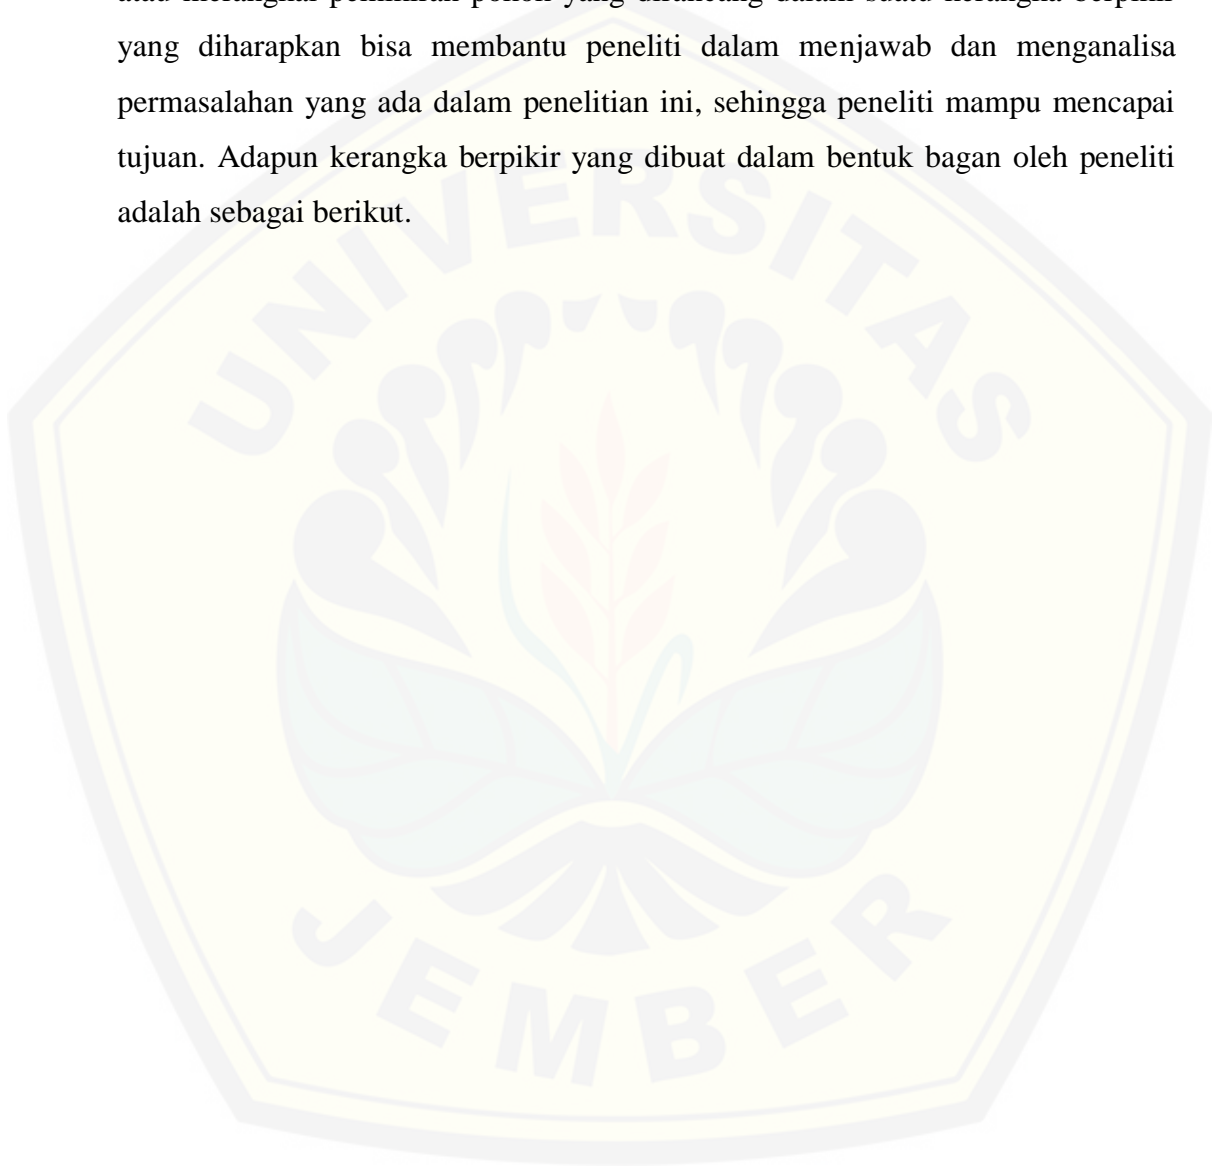 yang diharapkan bisa membantu peneliti dalam menjawab dan menganalisa
permasalahan yang ada dalam penelitian ini, sehingga peneliti mampu mencapai
tujuan. Adapun kerangka berpikir yang dibuat dalam bentuk bagan oleh peneliti
adalah sebagai berikut.
UNIVERSITAS
JEMBER